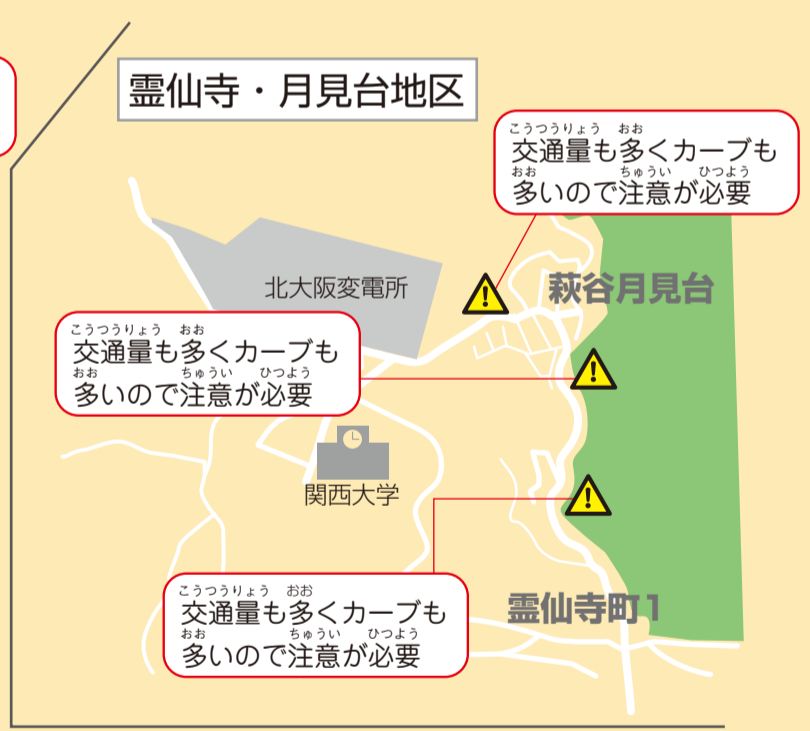 霊仙寺・月見台地区
こうつうりょう おお
交通量も多くカーブも
おお ちゅうい ひつよう
多いので注意が必要
北大阪変電所
萩谷月見台
こうつうりょう おお
交通量も多くカーブも
おお ちゅうい ひつよう
多いので注意が必要
関西大学
こうつうりょう おお
交通量も多くカーブも
おお ちゅうい ひつよう
多いので注意が必要
霊仙寺町1